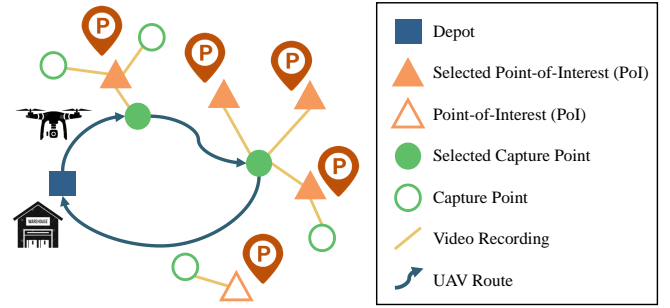 P
P
P
P
P
WAREHOUSE
Depot
Selected Point-of-Interest (PoI)
Point-of-Interest (PoI)
Selected Capture Point
Capture Point
Video Recording
UAV Route